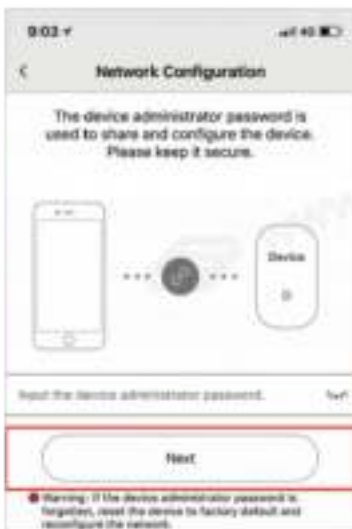 9:03
4G
Network Configuration
The device administrator password is
used to share and configure the device.
Please keep it secure.
Device
Input the device administrator password.
Next
Warning: If the device administrator password is
forgotten, reset the device to factory default and
reconfigure the network.